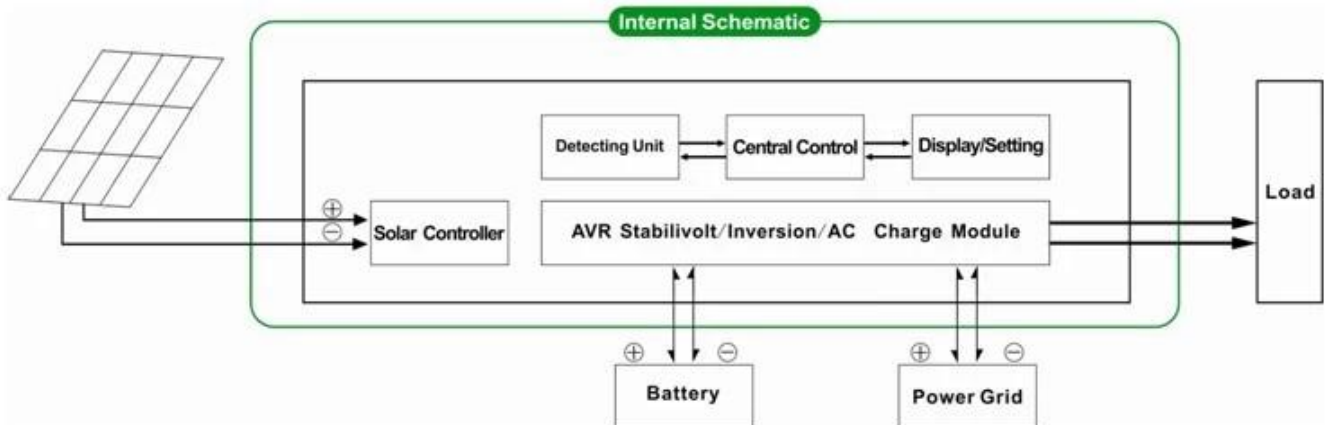 Internal Schematic
Detecting Unit
Central Control
Display/Setting
Load
⊕
⊖
Solar Controller
AVR Stabilivolt/Inversion/AC Charge Module
⊕
⊖
⊕
⊖
Battery
Power Grid